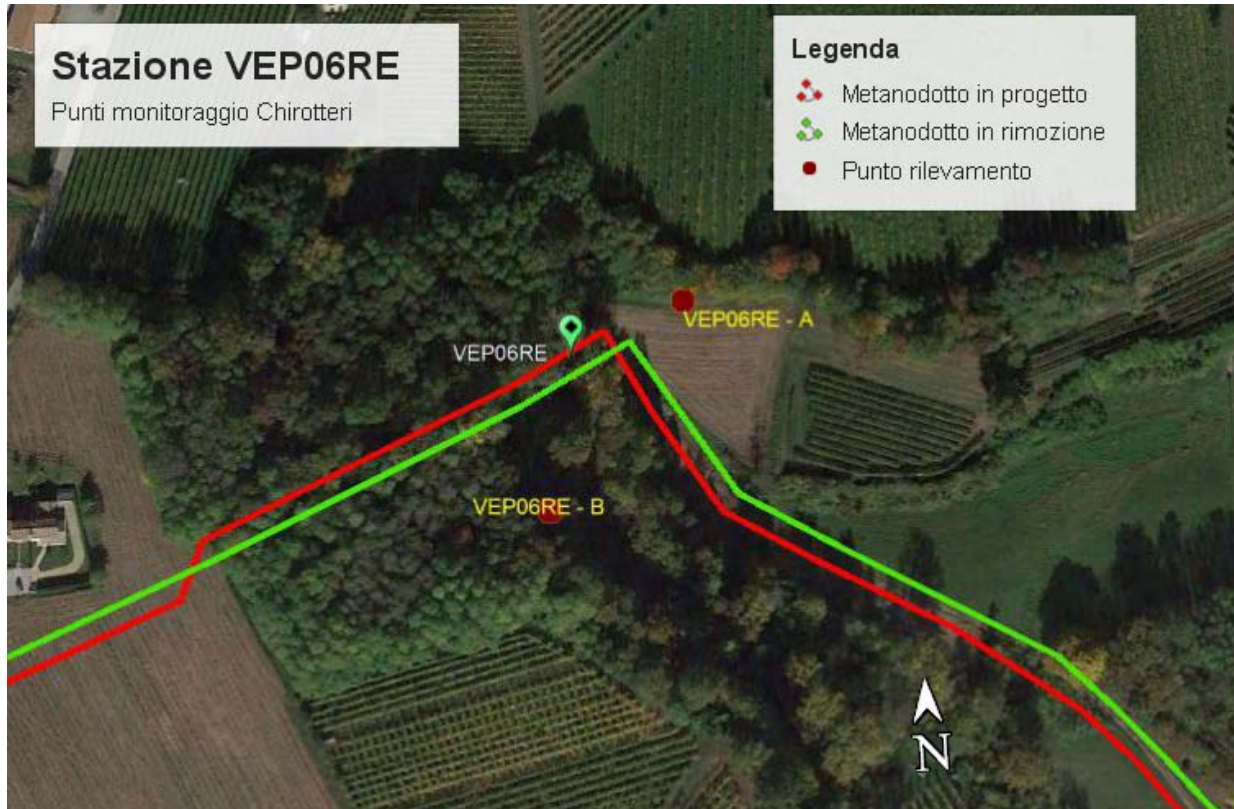 Stazione VEP06RE
Punti monitoraggio Chirotteri
Legenda
Metanodotto in progetto
Metanodotto in rimozione
Punto rilevamento
VEP06RE - A
VEP06RE
VEP06RE - B
N